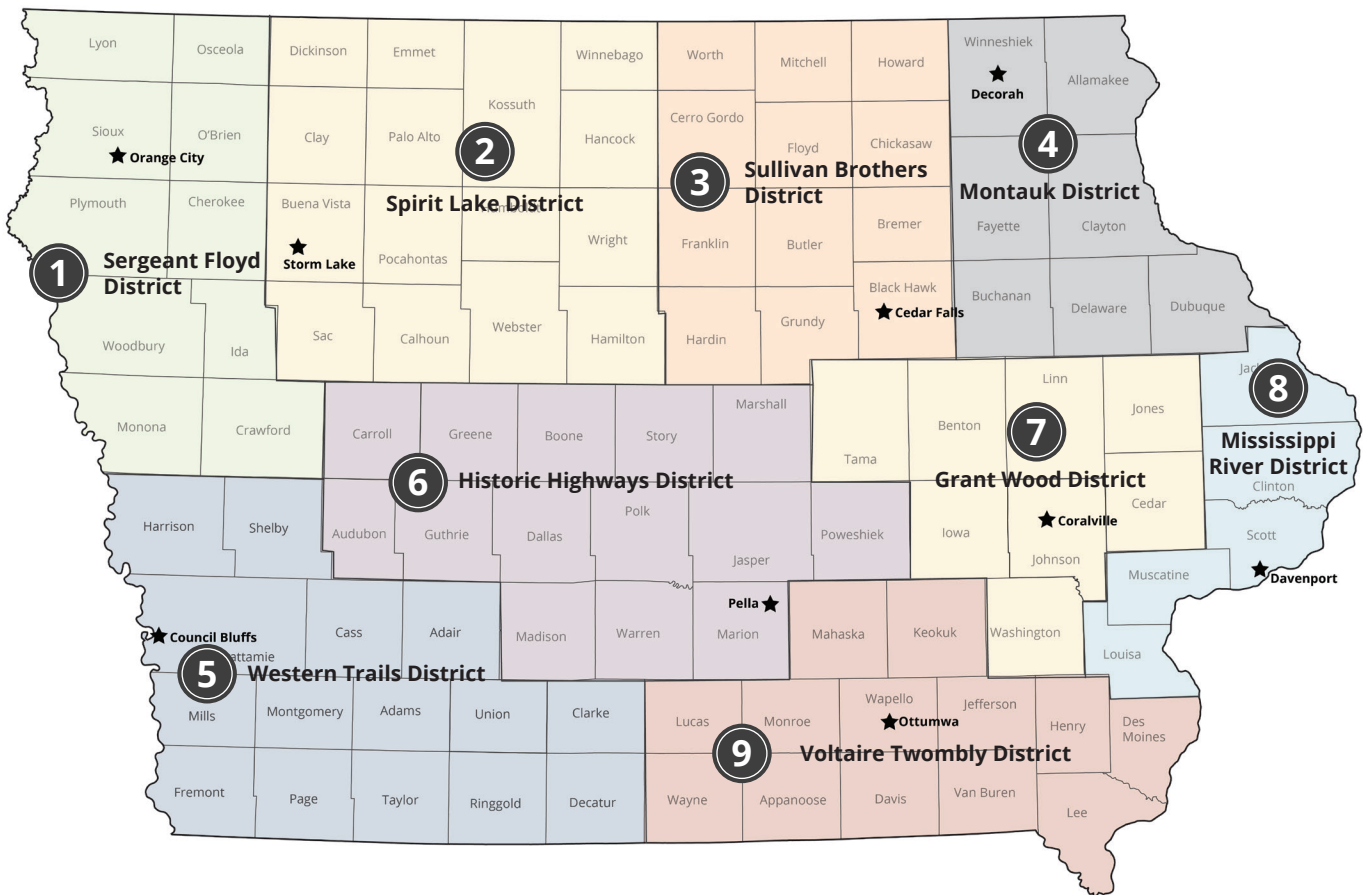 Lyon
Osceola
Dickinson
Emmet
Kossuth
Winnebago
Worth
Mitchell
Howard
Winneshiek
Allamakee
Decorah
Sioux
O'Brien
Orange City
Clay
Palo Alto
Hancock
Cerro Gordo
Floyd
Chickasaw
2
Spirit Lake District
3
Sullivan Brothers
District
4
Montauk District
Plymouth
Cherokee
Buena Vista
Storm Lake
Pocahontas
Humboldt
Wright
Franklin
Butler
Bremer
Fayette
Clayton
1
Sergeant Floyd
District
Woodbury
Ida
Sac
Calhoun
Webster
Hamilton
Hardin
Grundy
Black Hawk
Cedar Falls
Buchanan
Delaware
Dubuque
Monona
Crawford
Carroll
Greene
Boone
Story
Marshall
Tama
Benton
Linn
Jones
8
Mississippi
River District
Clinton
6
Historic Highways District
7
Grant Wood District
Harrison
Shelby
Audubon
Guthrie
Dallas
Polk
Jasper
Poweshiek
Iowa
Coralville
Johnson
Cedar
Scott
Davenport
Muscatine
Council Bluffs
attamie
Cass
Adair
Madison
Warren
Marion
Pella
Mahaska
Keokuk
Washington
Louisa
5
Western Trails District
Mills
Montgomery
Adams
Union
Clarke
Lucas
Monroe
Wapello
Ottumwa
Jefferson
Henry
Des
Moines
9
Voltaire Twombly District
Fremont
Page
Taylor
Ringgold
Decatur
Wayne
Appanoose
Davis
Van Buren
Lee